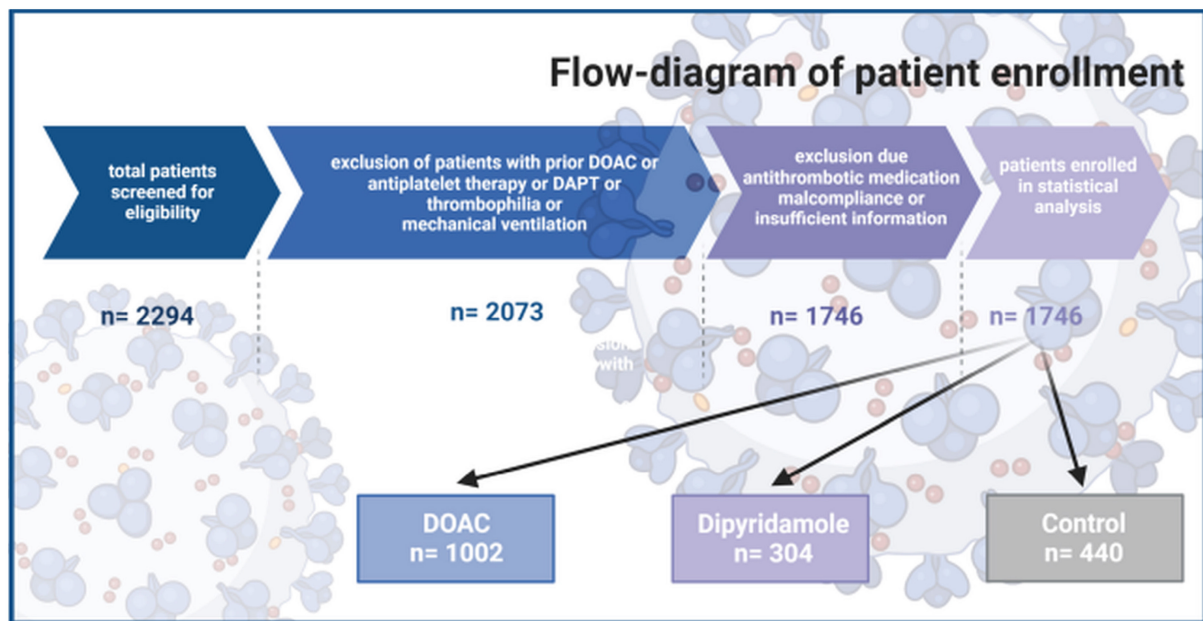 Flow-diagram of patient enrollment
total patients
screened for
eligibility
exclusion of patients with prior DOAC or
antiplatelet therapy or DAPT or
thrombophilia or
mechanical ventilation
exclusion due
antithrombotic medication
malcompliance or
insufficient information
patients enrolled
in statistical
analysis
n= 2294
n= 2073
n= 1746
n= 1746
DOAC
n= 1002
Dipyridamole
n= 304
Control
n= 440